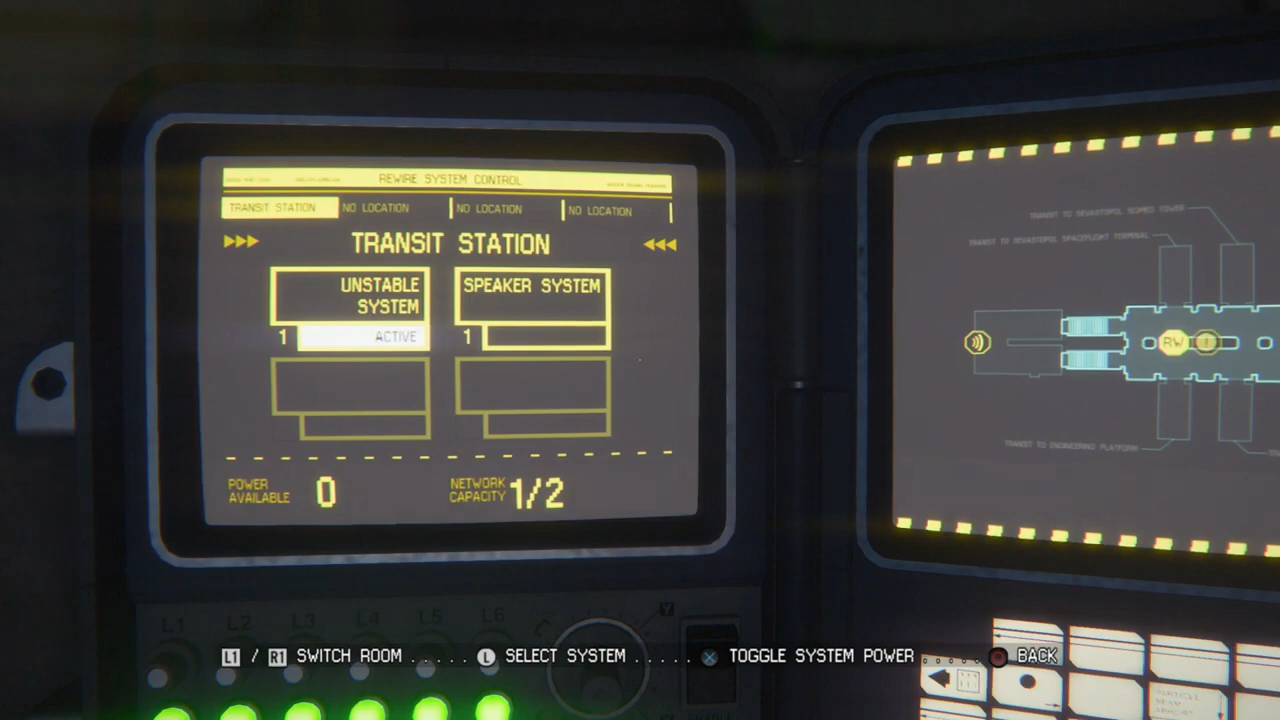 REWIRE SYSTEM CONTROL
TRANSIT STATION NO LOCATION NO LOCATION NO LOCATION
TRANSIT STATION
UNSTABLE
SYSTEM
SPEAKER SYSTEM
1 ACTIVE
1
POWER
AVAILABLE 0
NETWORK
CAPACITY 1/2
TRANSIT TO SEVASTOPOL SCIMED TOWER
TRANSIT TO SEVASTOPOL SPACEFLIGHT TERMINAL
RW
TRANSIT TO ENGINEERING PLATFORM
L1 L2 L3 L4 L5 L6
Y
L1 / R1 SWITCH ROOM ...... L SELECT SYSTEM ...... TOGGLE SYSTEM POWER ...... BACK